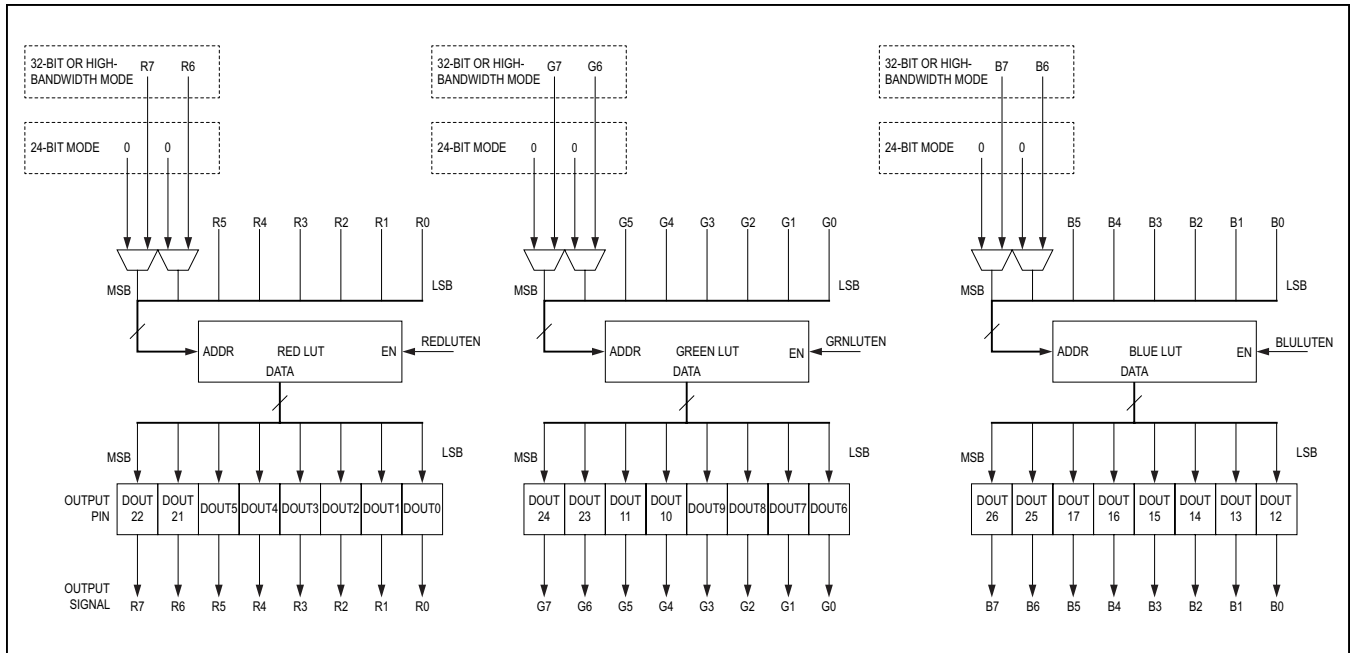 32-BIT OR HIGH-
BANDWIDTH MODE
R7 R6
24-BIT MODE 0 0
R5 R4 R3 R2 R1 R0
MSB LSB
ADDR RED LUT EN REDLUTEN
DATA
MSB LSB
OUTPUT
PIN
DOUT
22
DOUT
21
DOUT5 DOUT4 DOUT3 DOUT2 DOUT1 DOUT0
OUTPUT
SIGNAL
R7 R6 R5 R4 R3 R2 R1 R0
32-BIT OR HIGH-
BANDWIDTH MODE
G7 G6
24-BIT MODE 0 0
G5 G4 G3 G2 G1 G0
MSB LSB
ADDR GREEN LUT EN GRNLUTEN
DATA
MSB LSB
DOUT
24
DOUT
23
DOUT
11
DOUT
10
DOUT9 DOUT8 DOUT7 DOUT6
G7 G6 G5 G4 G3 G2 G1 G0
32-BIT OR HIGH-
BANDWIDTH MODE
B7 B6
24-BIT MODE 0 0
B5 B4 B3 B2 B1 B0
MSB LSB
ADDR BLUE LUT EN BLULUTEN
DATA
MSB LSB
DOUT
26
DOUT
25
DOUT
17
DOUT
16
DOUT
15
DOUT
14
DOUT
13
DOUT
12
B7 B6 B5 B4 B3 B2 B1 B0